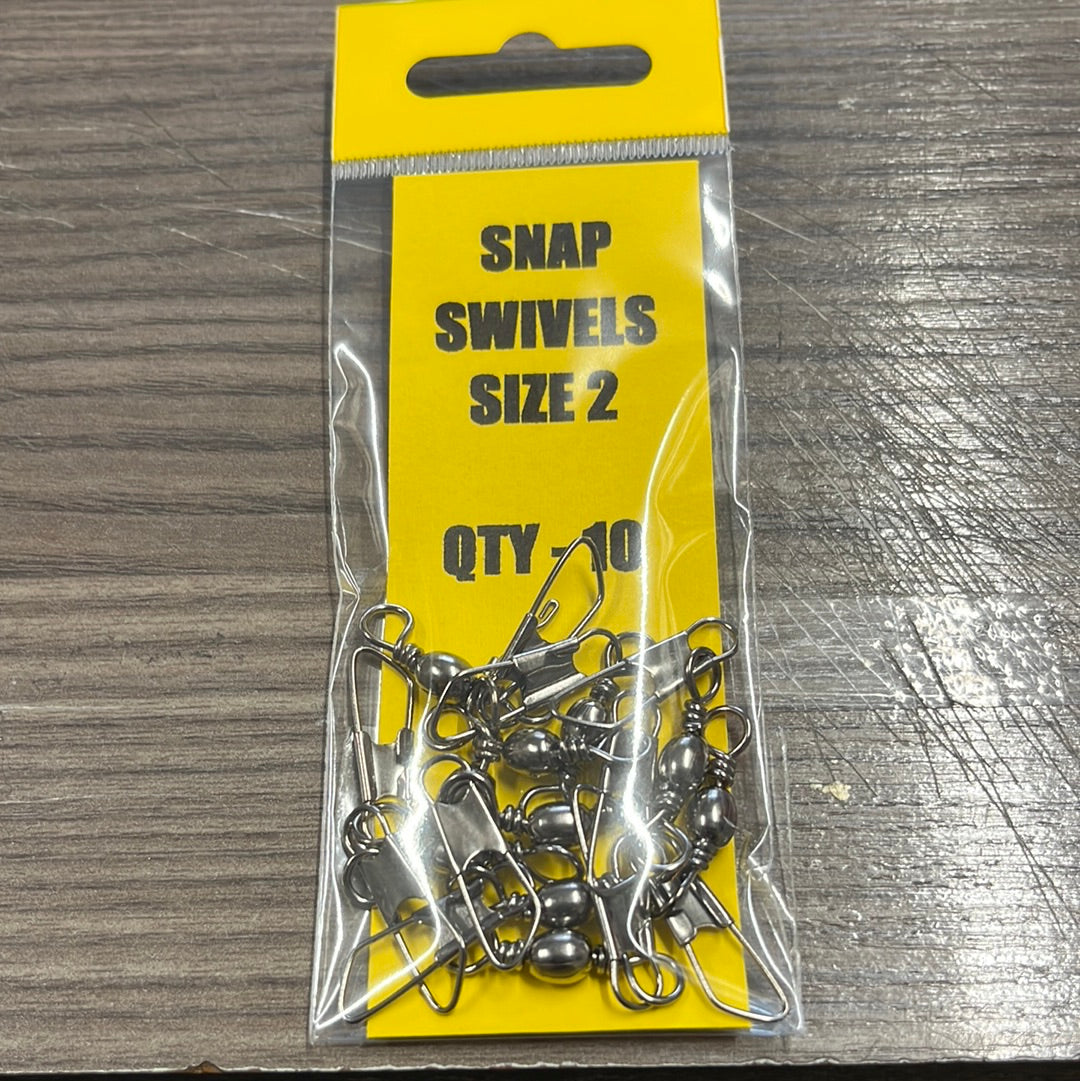 SNAP
SWIVELS
SIZE 2
QTY - 10